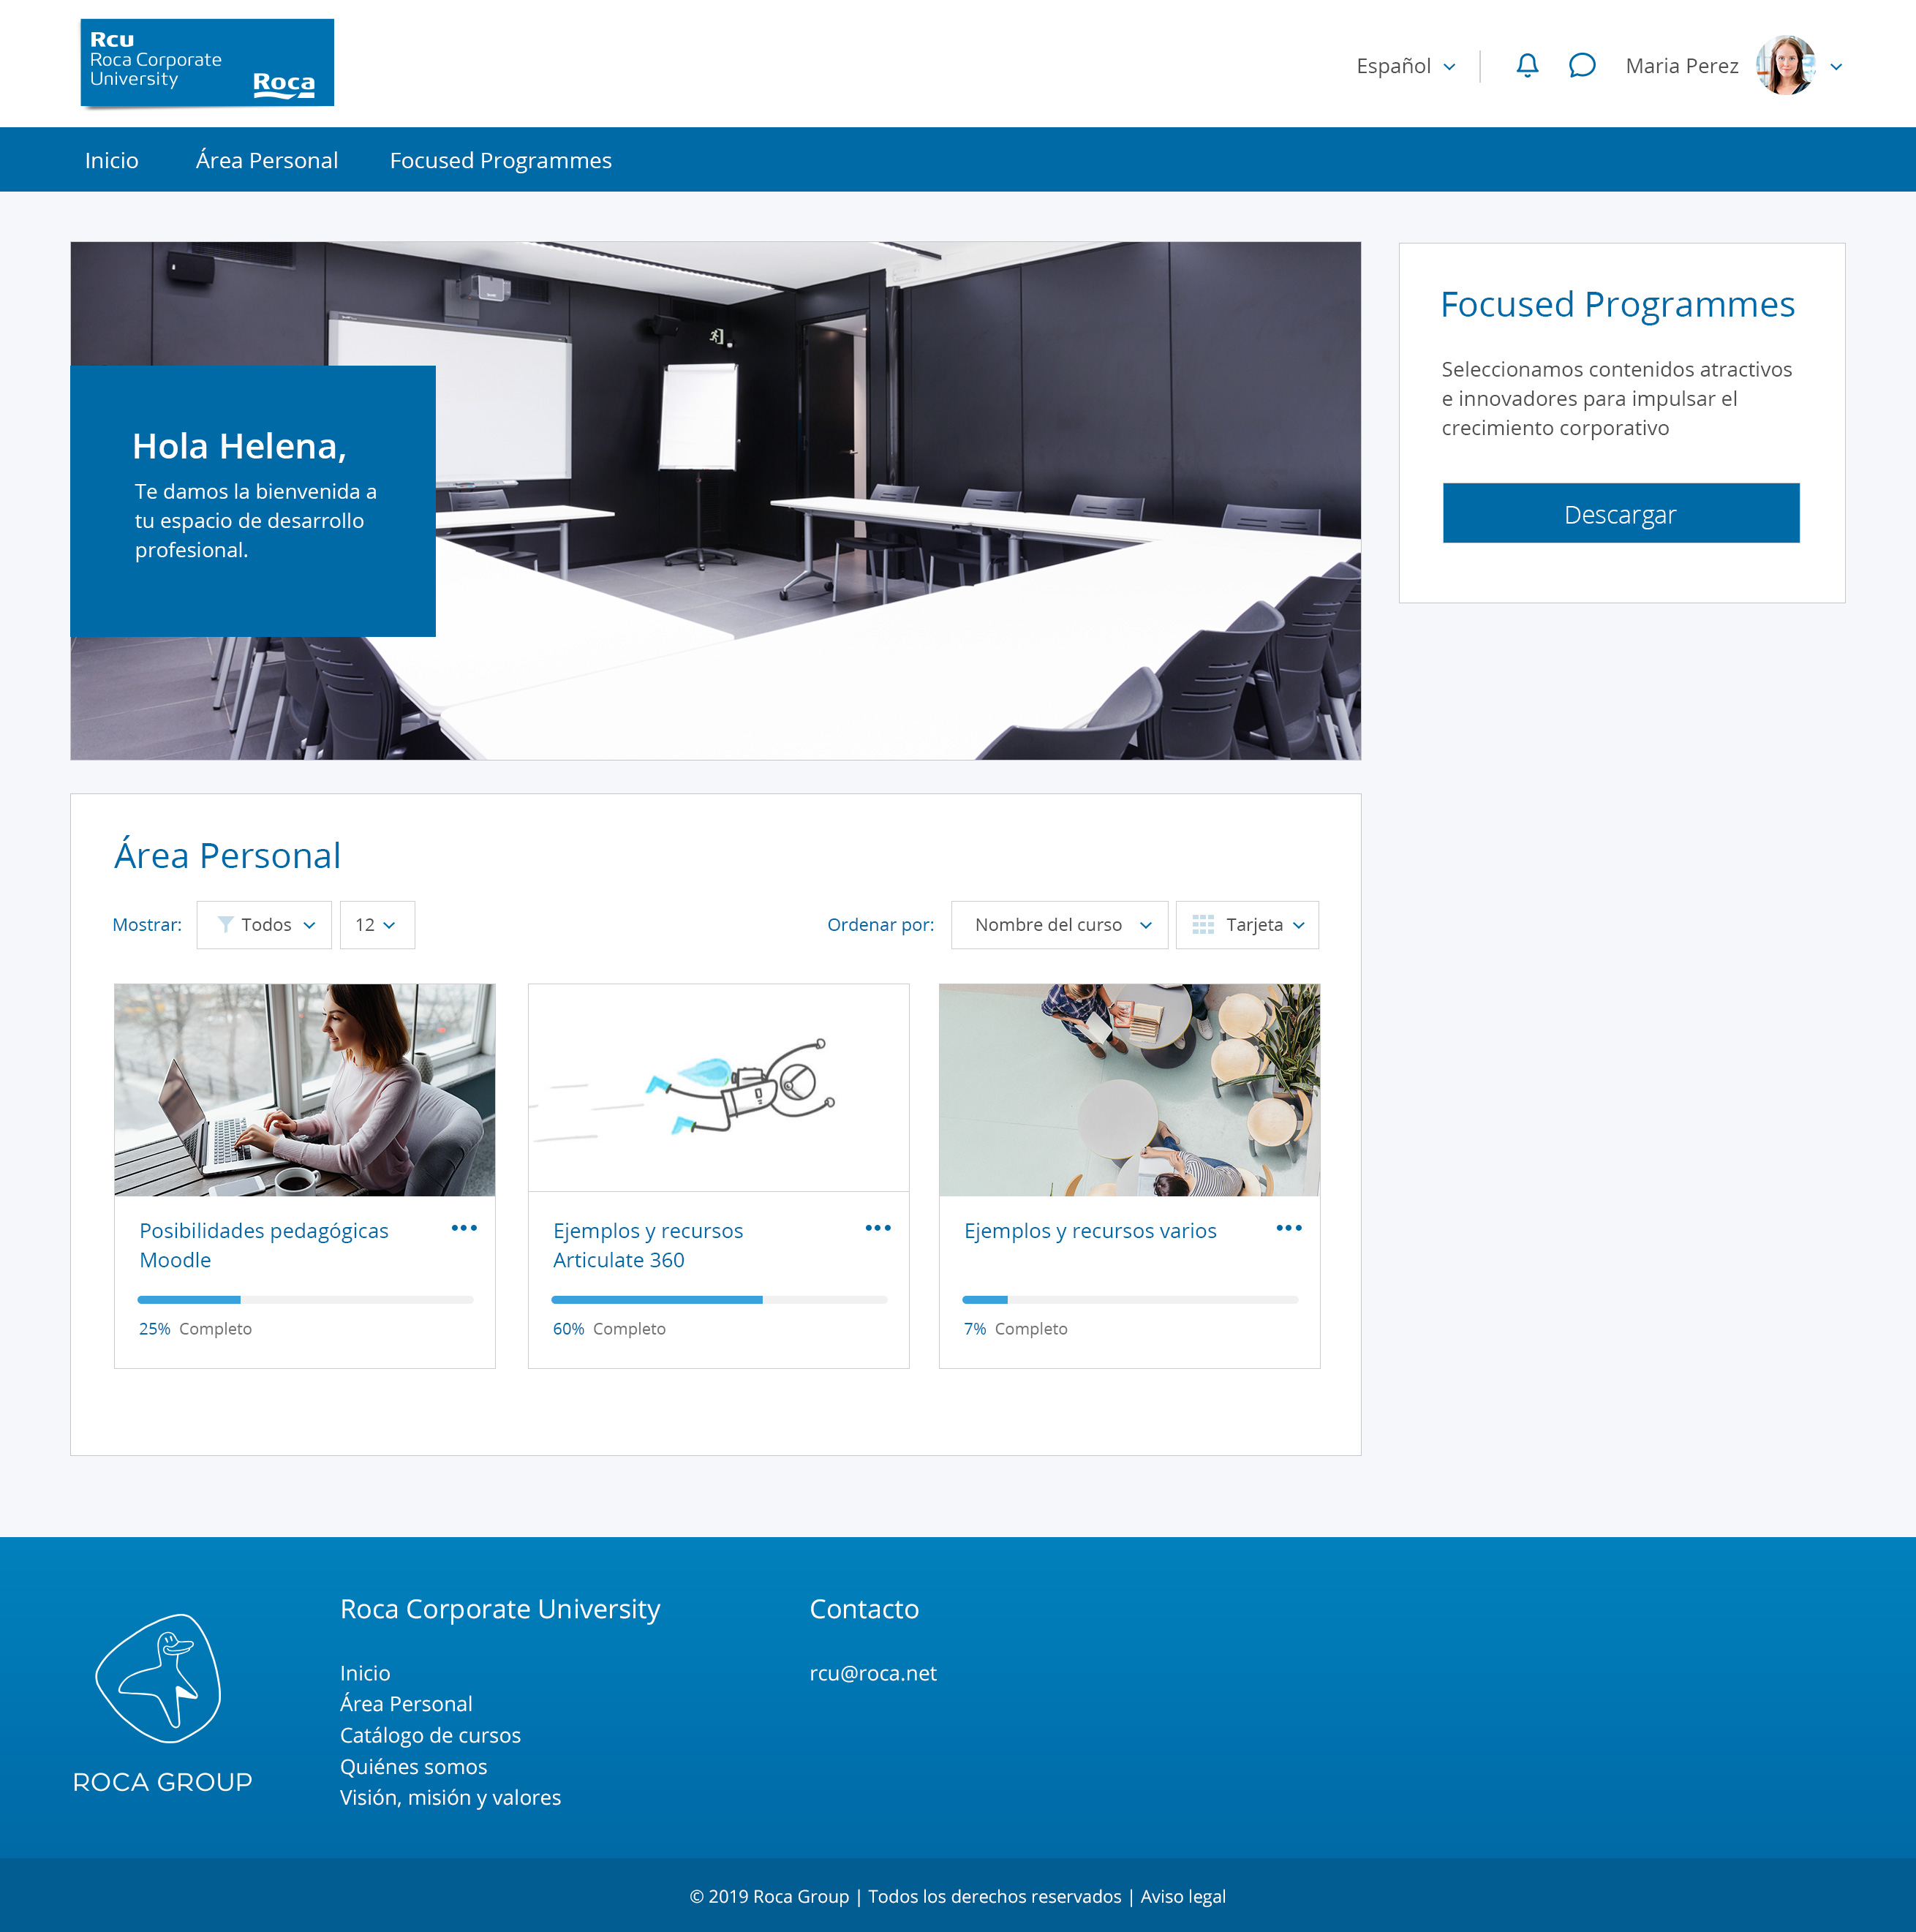 Rcu
Roca Corporate
University
Roca
Español
Maria Perez
Inicio
Área Personal
Focused Programmes
Hola Helena,
Te damos la bienvenida a
tu espacio de desarrollo
profesional.
Focused Programmes
Seleccionamos contenidos atractivos
e innovadores para impulsar el
crecimiento corporativo
Descargar
Área Personal
Mostrar:
Todos
12
Ordenar por:
Nombre del curso
Tarjeta
Posibilidades pedagógicas
Moodle
25% Completo
Ejemplos y recursos
Articulate 360
60% Completo
Ejemplos y recursos varios
7% Completo
ROCA GROUP
Roca Corporate University
Inicio
Área Personal
Catálogo de cursos
Quiénes somos
Visión, misión y valores
Contacto
rcu@roca.net
© 2019 Roca Group | Todos los derechos reservados | Aviso legal